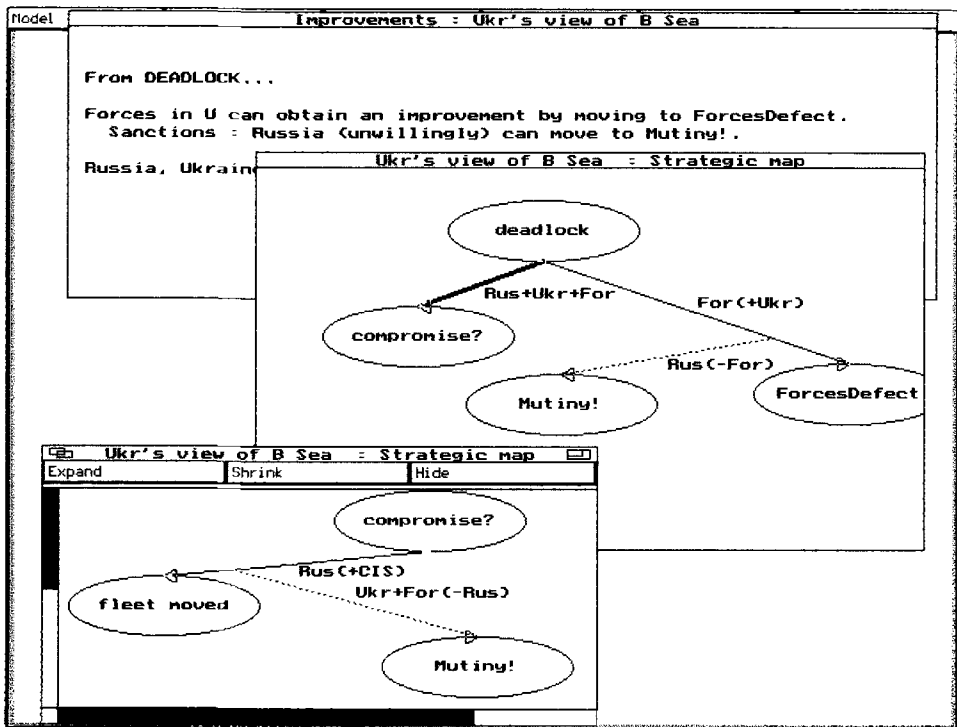 Model
Improvements : Ukr's view of B Sea
From DEADLOCK...
Forces in U can obtain an improvement by moving to ForcesDefect.
Sanctions : Russia (unwillingly) can move to Mutiny!.
Russia, Ukrain
Ukr's view of B Sea : Strategic map
deadlock
Rus+Ukr+For
For(+Ukr)
compromise?
Rus(-For)
Mutiny!
ForcesDefect
Ukr's view of B Sea : Strategic map
Expand Shrink Hide
compromise?
Rus(+CIS)
Ukr+For(-Rus)
fleet moved
Mutiny!